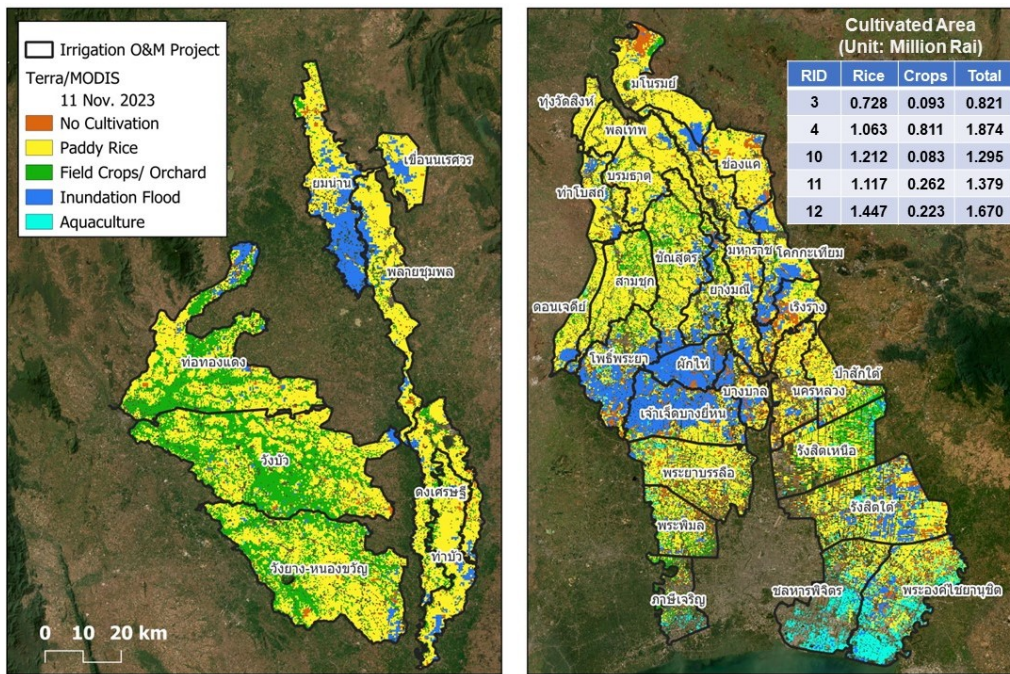 Irrigation O&M Project
Terra/MODIS
11 Nov. 2023
No Cultivation
Paddy Rice
Field Crops/ Orchard
Inundation Flood
Aquaculture
เขื่อนนเรศวร
ยมน่าน
พลายชุมพล
ท่อทองแดง
วังบัว
ดงเศรษฐี
ท่าบัว
วังยาง-หนองขวัญ
0 10 20 km
Cultivated Area
(Unit: Million Rai)
RID Rice Crops Total
3 0.728 0.093 0.821
4 1.063 0.811 1.874
10 1.212 0.083 1.295
11 1.117 0.262 1.379
12 1.447 0.223 1.670
มโนรมย์
ทุ่งวัดสิงห์
พลเทพ
ช่องแค
บรมธาตุ
ท่าโบสถ์
มหาราช
โคกกะเทียม
ชัณสูตร
สามชุก
ยางมณี
ดอนเจดีย์
เริงราง
โพธิ์พระยา
ผักไห่
ป่าสักใต้
บางบาล
นครหลวง
เจ้าเจ็ดบางยี่หน
รังสิตเหนือ
พระยาบรรลือ
รังสิตใต้
พระพิมล
ภาษีเจริญ
ชลหารพิจิตร
พระองค์ไชยานุชิต